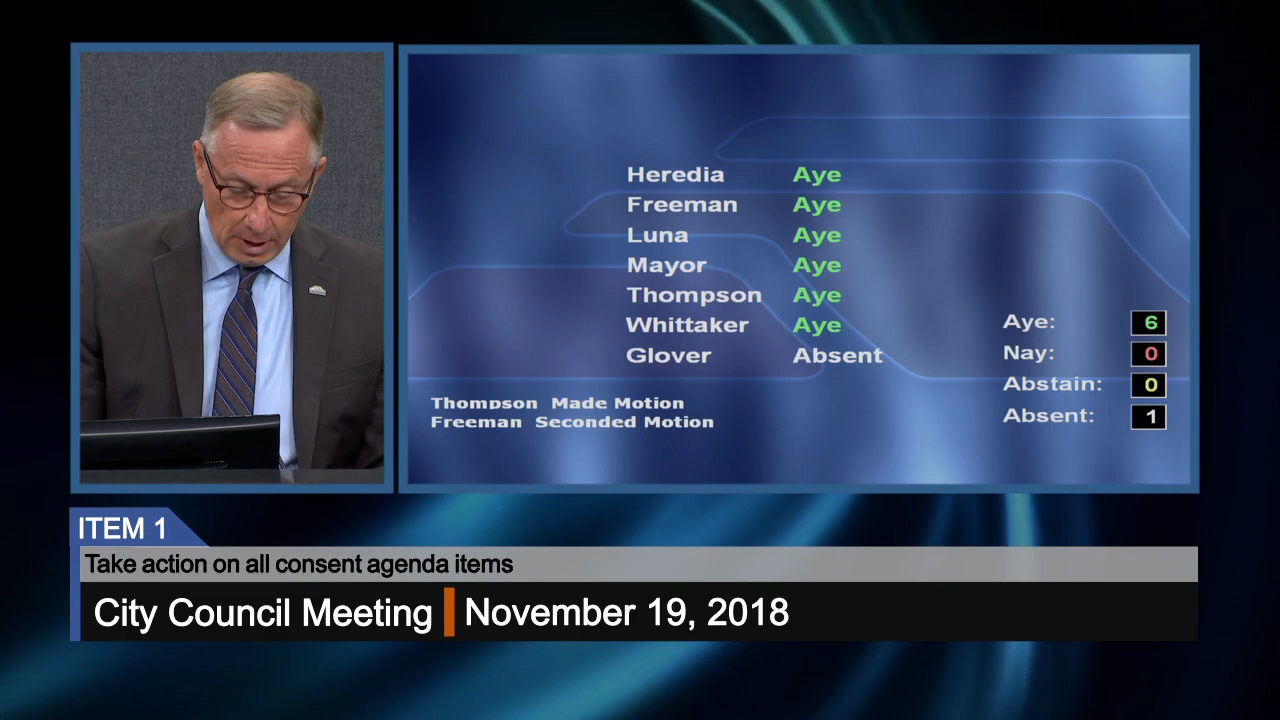 Heredia Aye
Freeman Aye
Luna Aye
Mayor Aye
Thompson Aye
Whittaker Aye
Glover Absent
Aye: 6
Nay: 0
Abstain: 0
Absent: 1
Thompson Made Motion
Freeman Seconded Motion
ITEM 1
Take action on all consent agenda items
City Council Meeting November 19, 2018